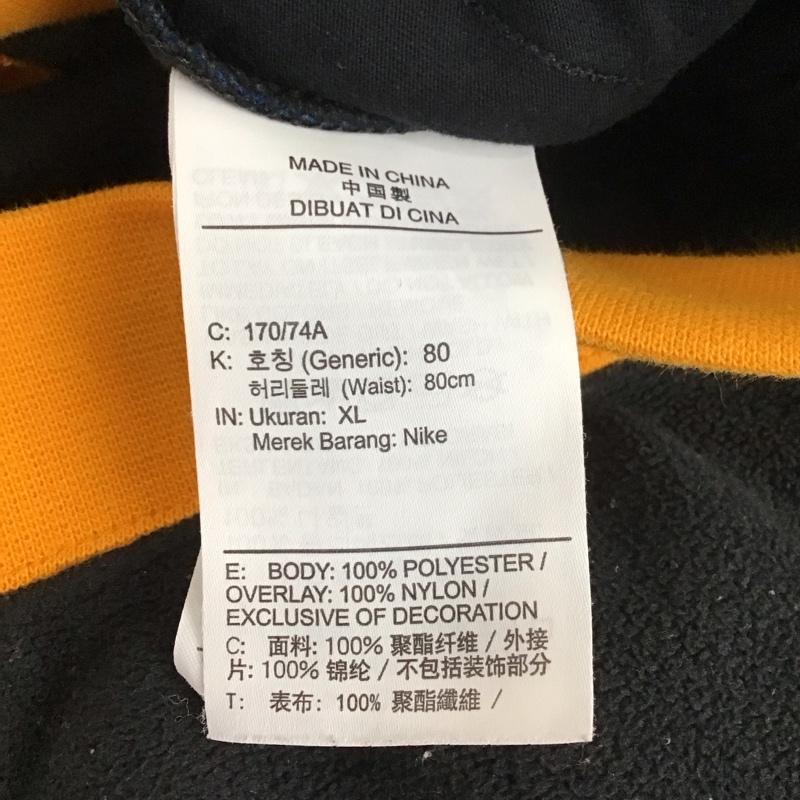 MADE IN CHINA
中国製
DIBUAT DI CINA
C: 170/74A
K: 호칭 (Generic): 80
허리둘레 (Waist): 80cm
IN: Ukuran: XL
Merek Barang: Nike
E: BODY: 100% POLYESTER /
OVERLAY: 100% NYLON /
EXCLUSIVE OF DECORATION
C: 面料: 100% 聚酯纤维 / 外接
片: 100% 锦纶 / 不包括装饰部分
T: 表布: 100% 聚酯纖維 /